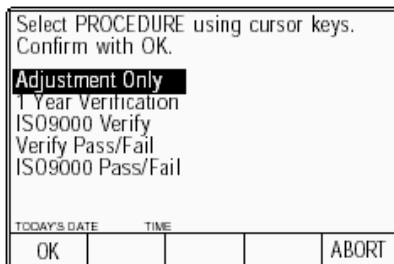 Select PROCEDURE using cursor keys.
Confirm with OK.
Adjustment Only
1 Year Verification
ISO9000 Verify
Verify Pass/Fail
ISO9000 Pass/Fail
TODAY'S DATE TIME
OK ABORT